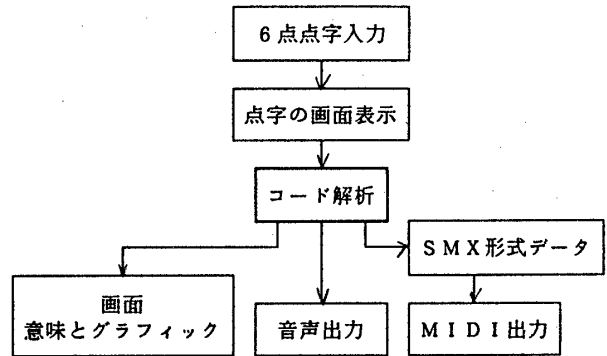 6点点字入力
点字の画面表示
コード解析
SMX形式データ
画面
意味とグラフィック
音声出力
MIDI出力